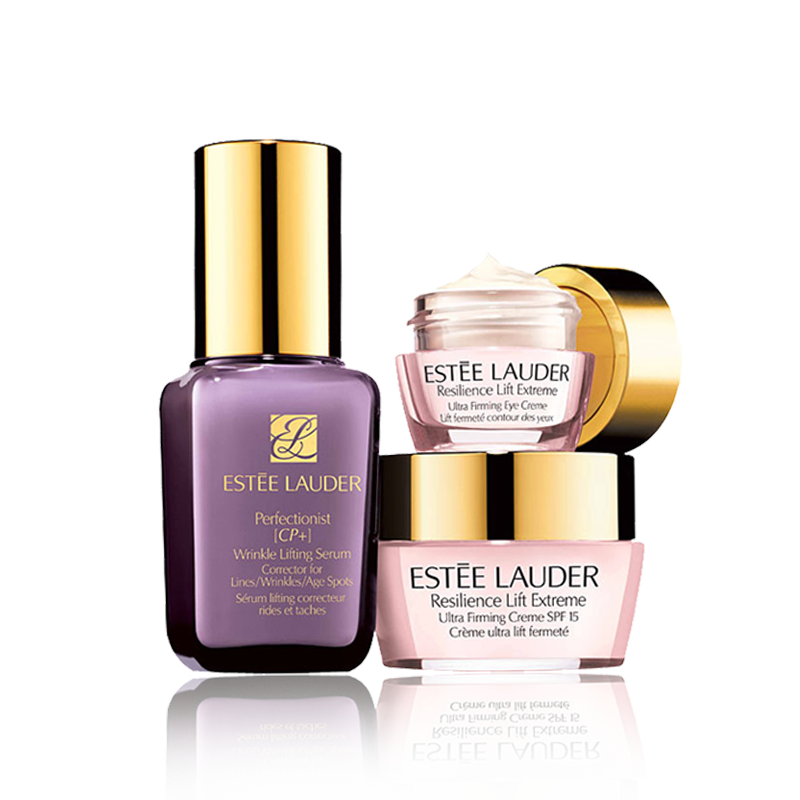 ESTĒE LAUDER
Perfectionist
[CP+]
Wrinkle Lifting Serum
Corrector for
Lines/Wrinkles/Age Spots
Sérum lifting correcteur
rides et taches
ESTĒE LAUDER
Resilience Lift Extreme
Ultra Firming Eye Creme
Lift fermeté contour des yeux
ESTĒE LAUDER
Resilience Lift Extreme
Ultra Firming Creme SPF 15
Crème ultra lift fermeté